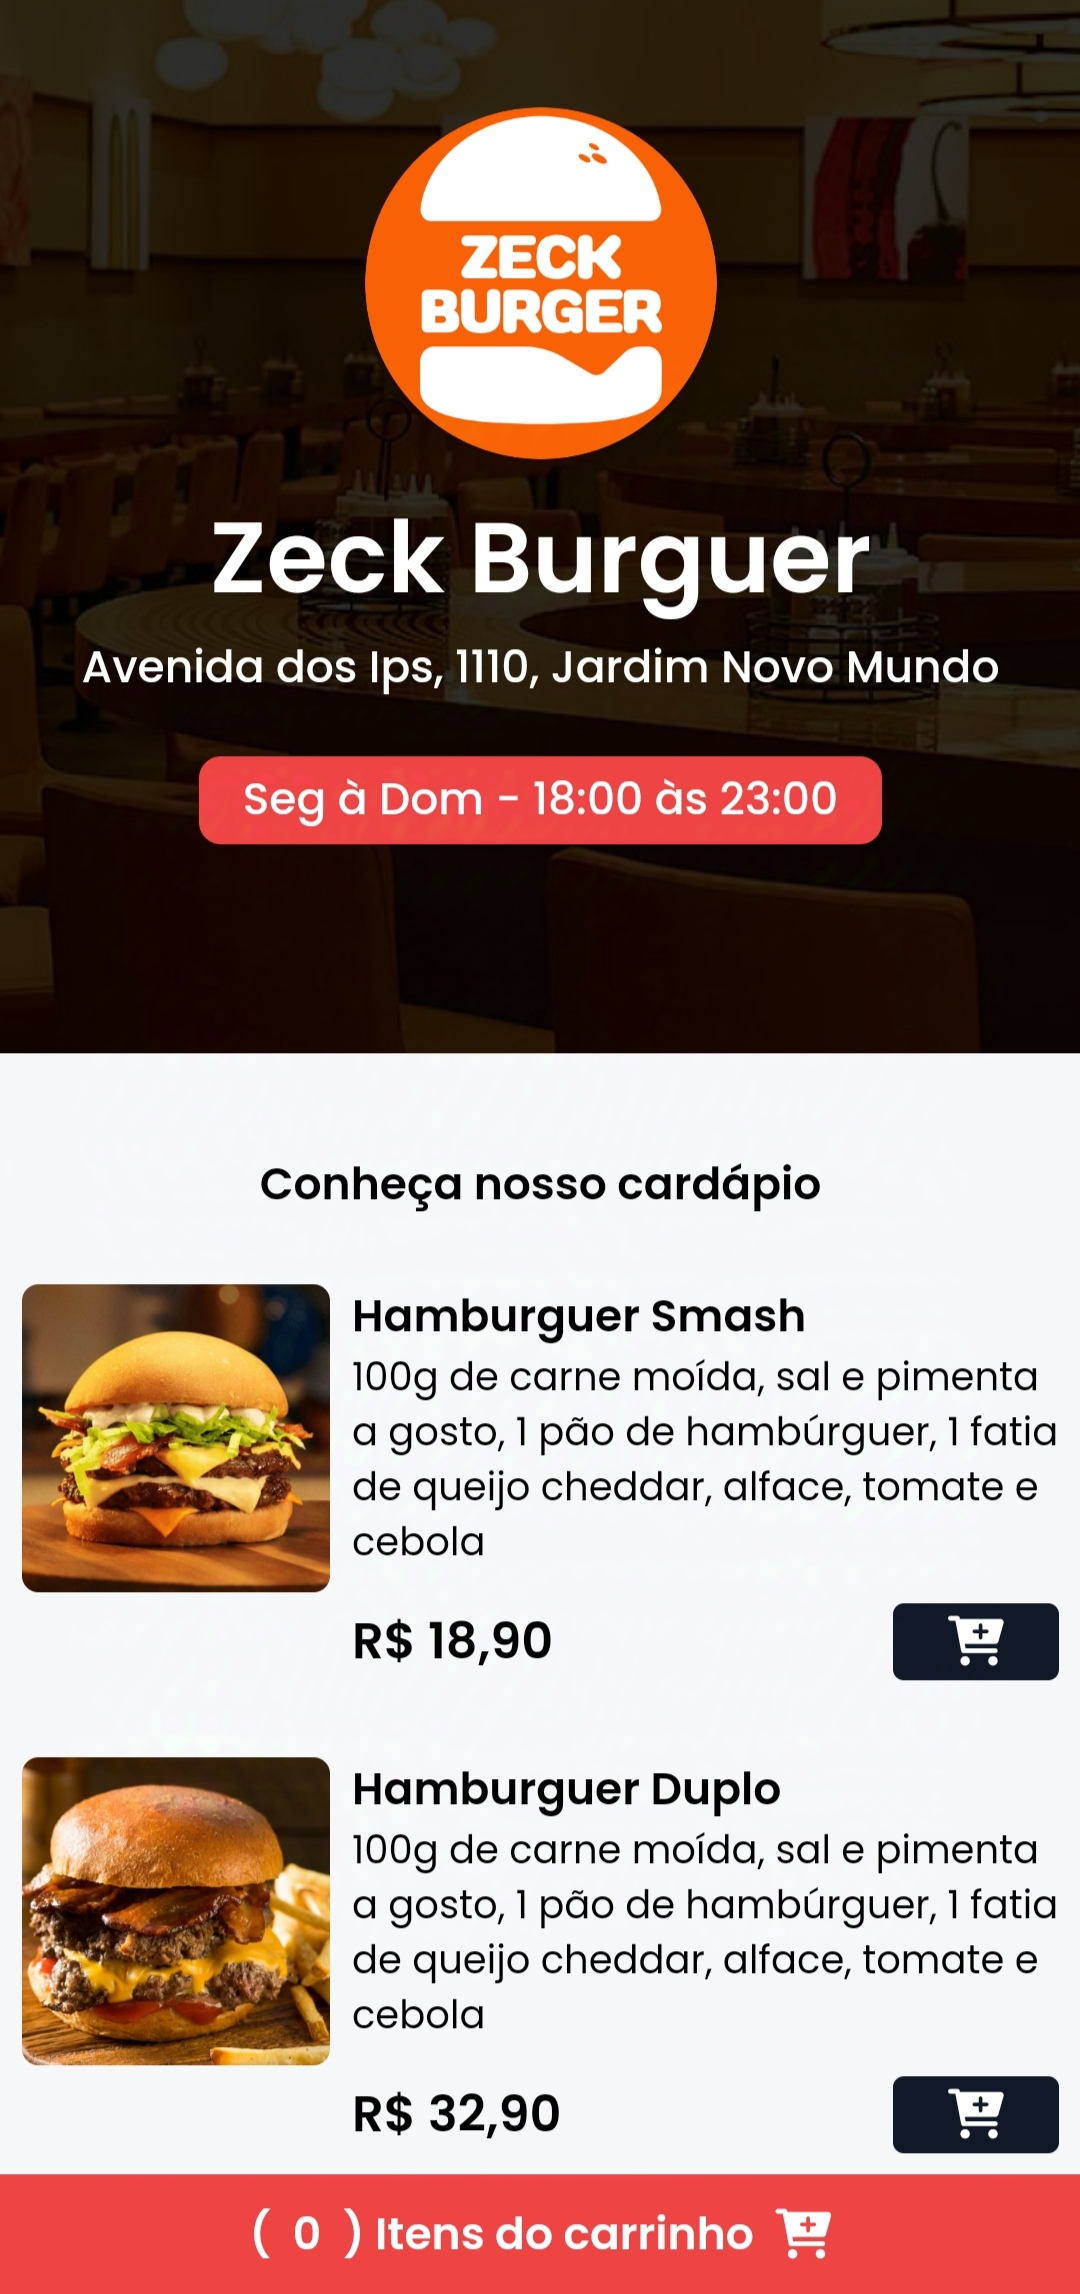 ZECK
BURGER
Zeck Burguer
Avenida dos Ips, 1110, Jardim Novo Mundo
Seg à Dom - 18:00 às 23:00
Conheça nosso cardápio
Hamburguer Smash
100g de carne moída, sal e pimenta
a gosto, 1 pão de hambúrguer, 1 fatia
de queijo cheddar, alface, tomate e
cebola
R$ 18,90
Hamburguer Duplo
100g de carne moída, sal e pimenta
a gosto, 1 pão de hambúrguer, 1 fatia
de queijo cheddar, alface, tomate e
cebola
R$ 32,90
( 0 ) Itens do carrinho